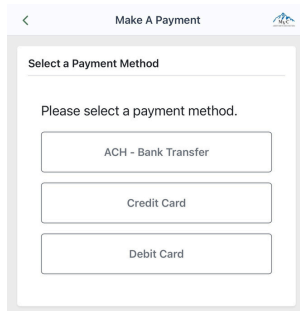 Make A Payment
M&C
Select a Payment Method
Please select a payment method.
ACH - Bank Transfer
Credit Card
Debit Card